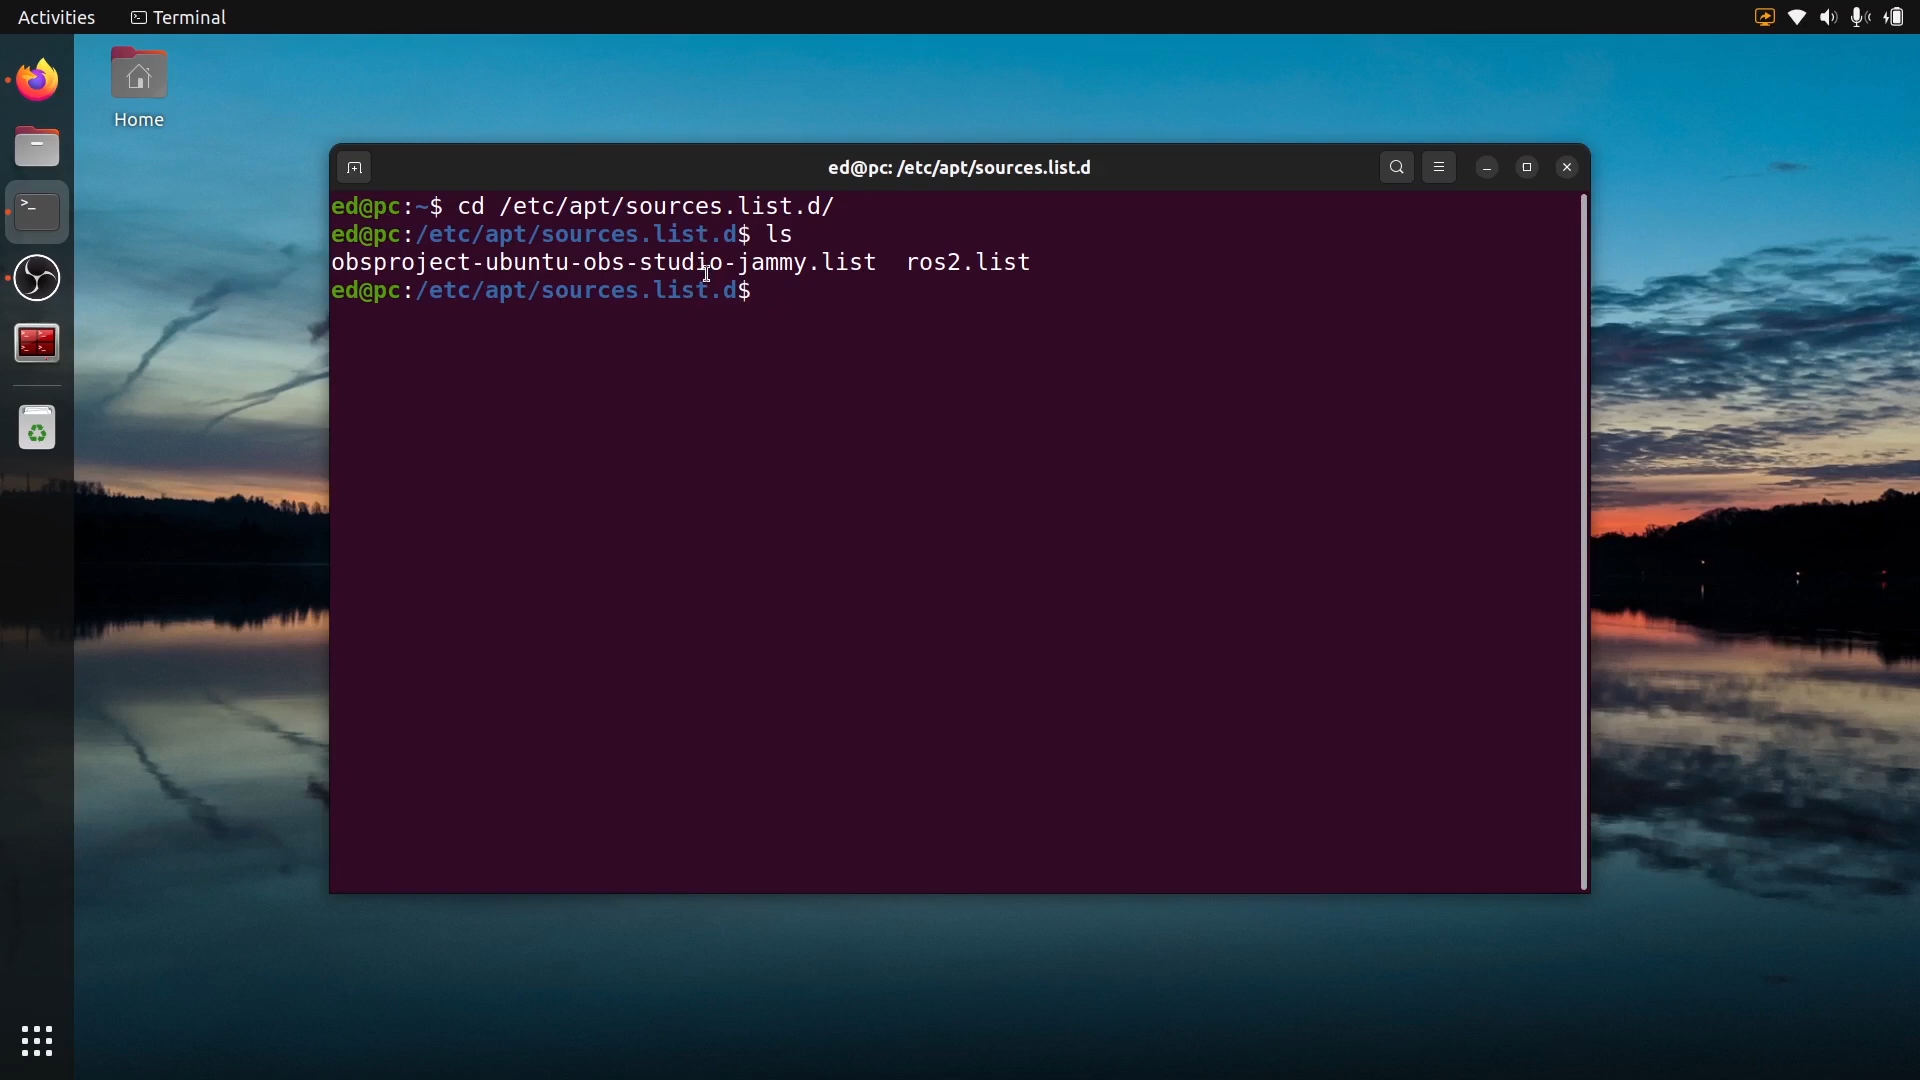 Activities
Terminal
Home
ed@pc: /etc/apt/sources.list.d
ed@pc:~$ cd /etc/apt/sources.list.d/
ed@pc:/etc/apt/sources.list.d$ ls
obsproject-ubuntu-obs-studio-jammy.list  ros2.list
ed@pc:/etc/apt/sources.list.d$